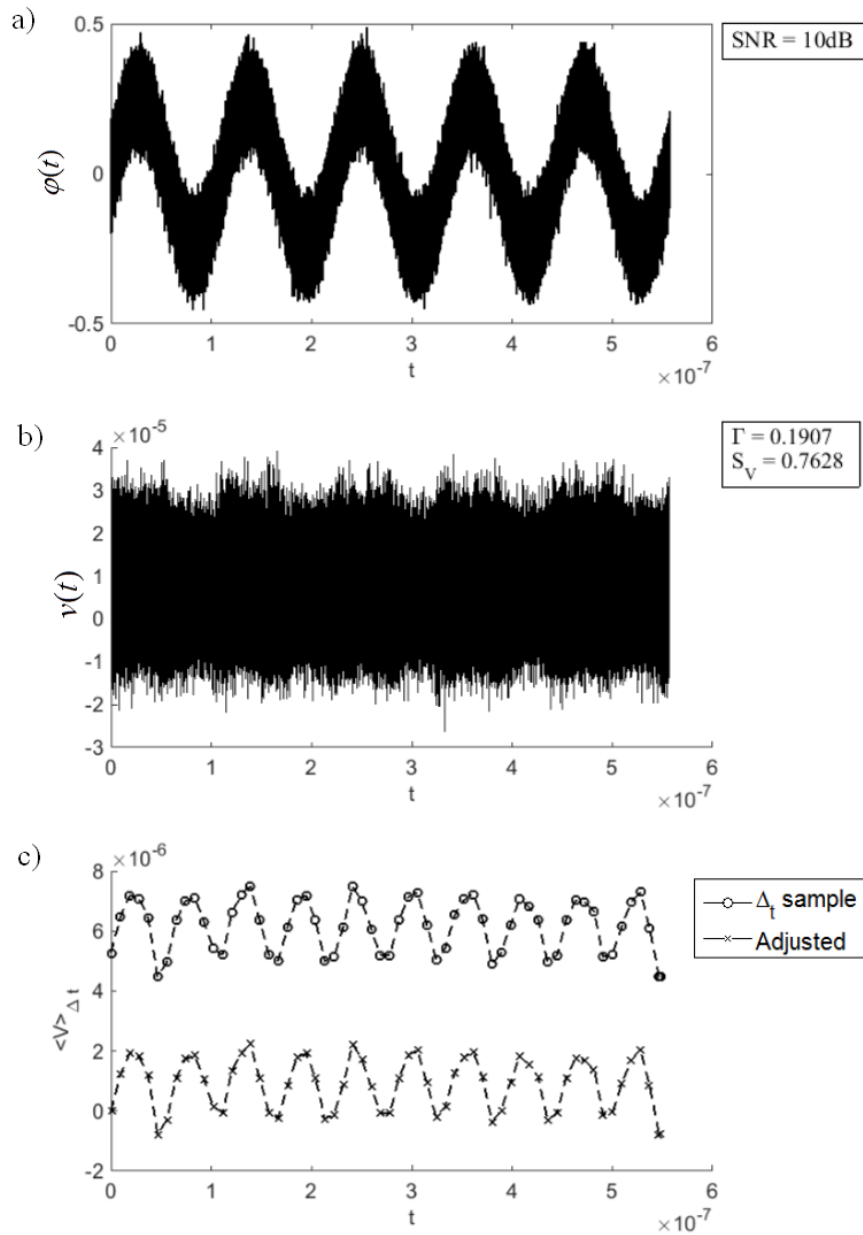 a)
0.5
0
-0.5
φ(t)
0 1 2 3 4 5 6
t
×10⁻⁷
SNR = 10dB
b)
×10⁻⁵
4
3
2
1
0
-1
-2
-3
v(t)
0 1 2 3 4 5 6
t
×10⁻⁷
Γ = 0.1907
S_V = 0.7628
c)
×10⁻⁶
8
6
4
2
0
-2
<V>_Δt
0 1 2 3 4 5 6
t
×10⁻⁷
Δ_t sample
Adjusted